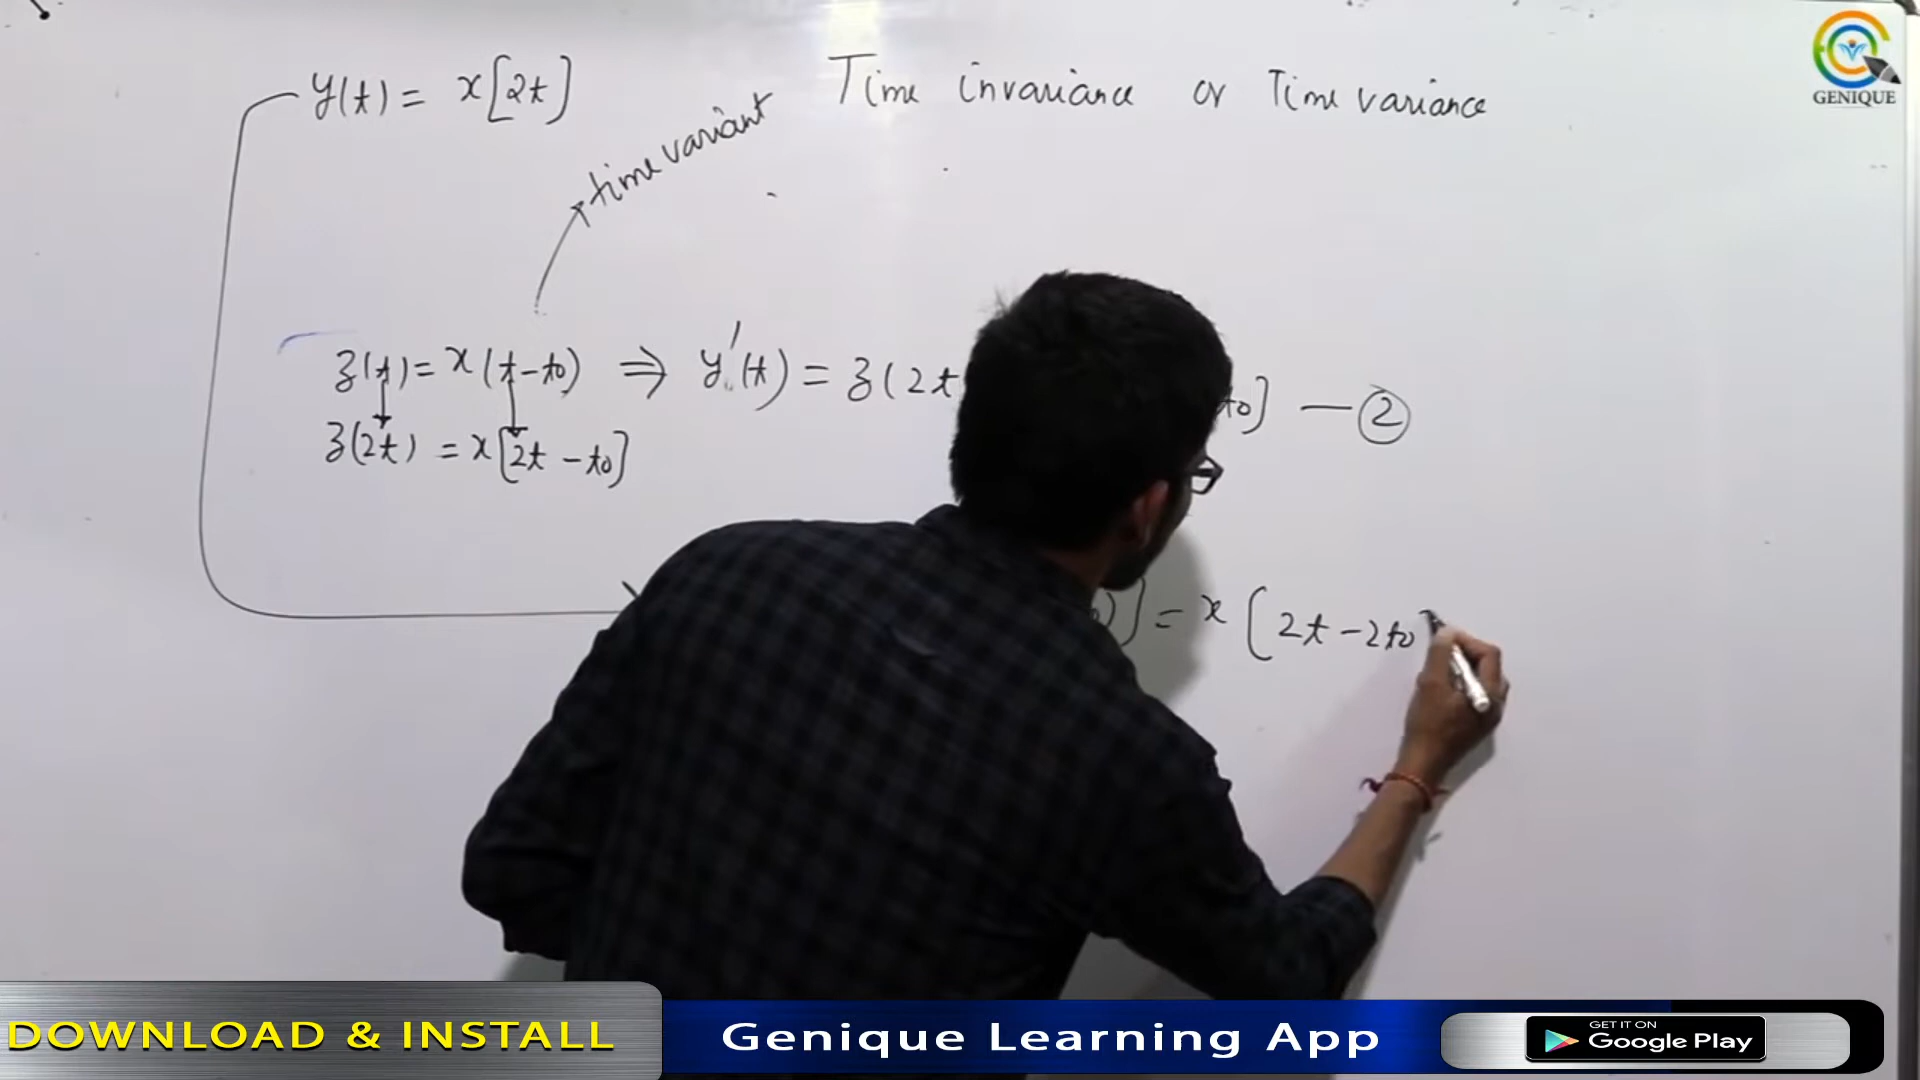 y(t) = x[2t]
Time invariance or Time variance
time variant
GENIQUE
z(t) = x(t-t0) ⇒ y'(t) = z(2t t0] — ②
z(2t) = x[2t - t0]
)] = x [2t - 2t0]
DOWNLOAD & INSTALL
Genique Learning App
GET IT ON
Google Play